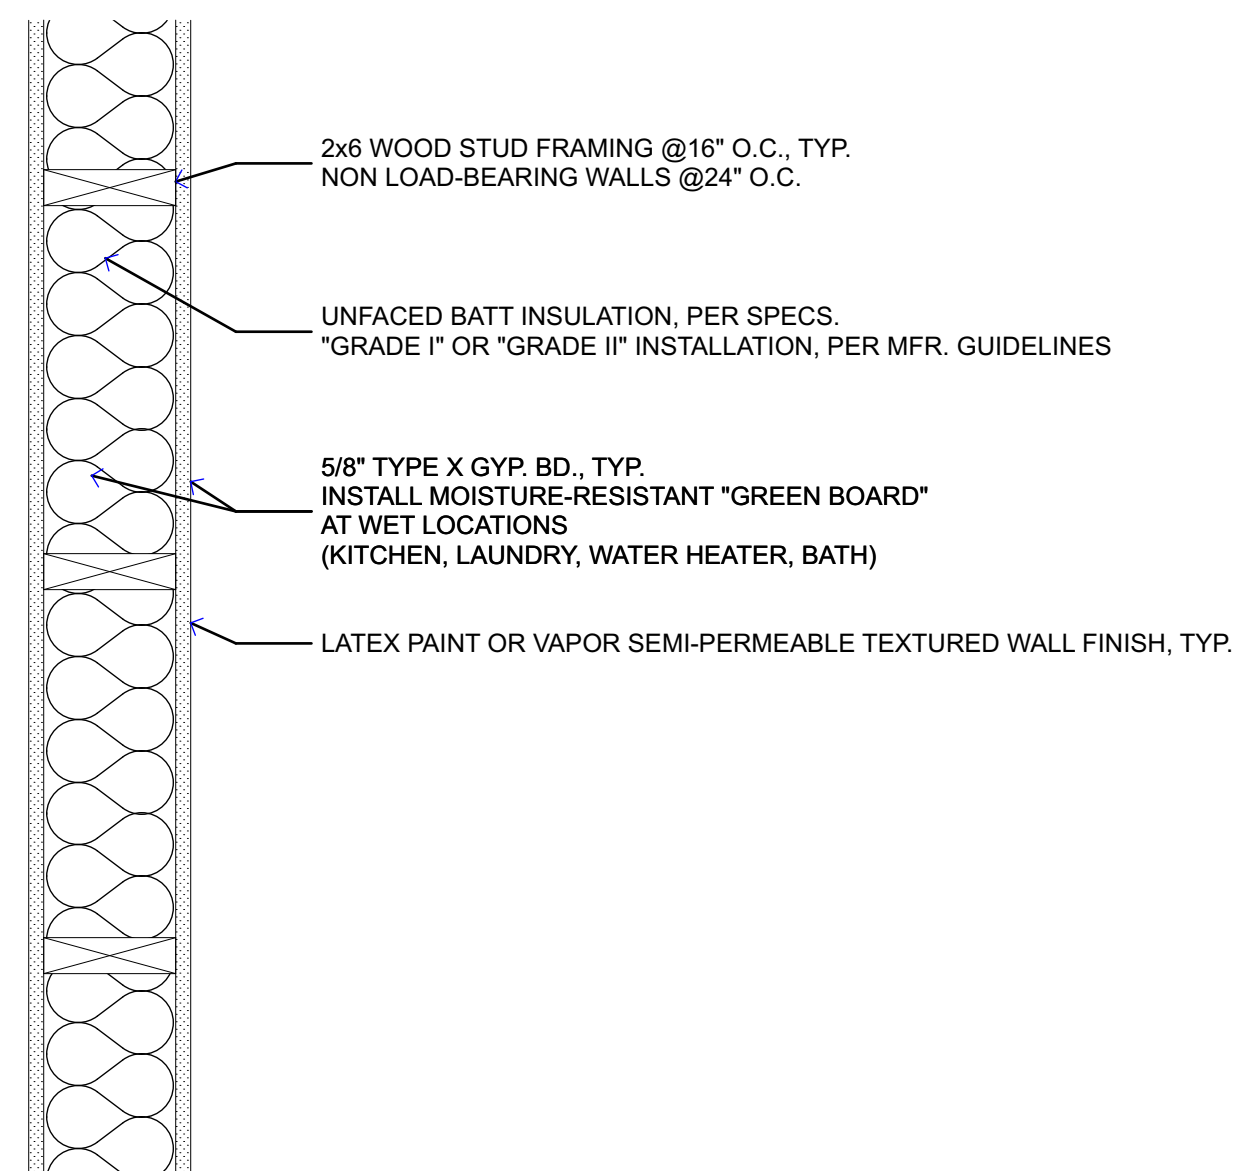 2x6 WOOD STUD FRAMING @16" O.C., TYP.
NON LOAD-BEARING WALLS @24" O.C.
UNFACED BATT INSULATION, PER SPECS.
"GRADE I" OR "GRADE II" INSTALLATION, PER MFR. GUIDELINES
5/8" TYPE X GYP. BD., TYP.
INSTALL MOISTURE-RESISTANT "GREEN BOARD"
AT WET LOCATIONS
(KITCHEN, LAUNDRY, WATER HEATER, BATH)
LATEX PAINT OR VAPOR SEMI-PERMEABLE TEXTURED WALL FINISH, TYP.